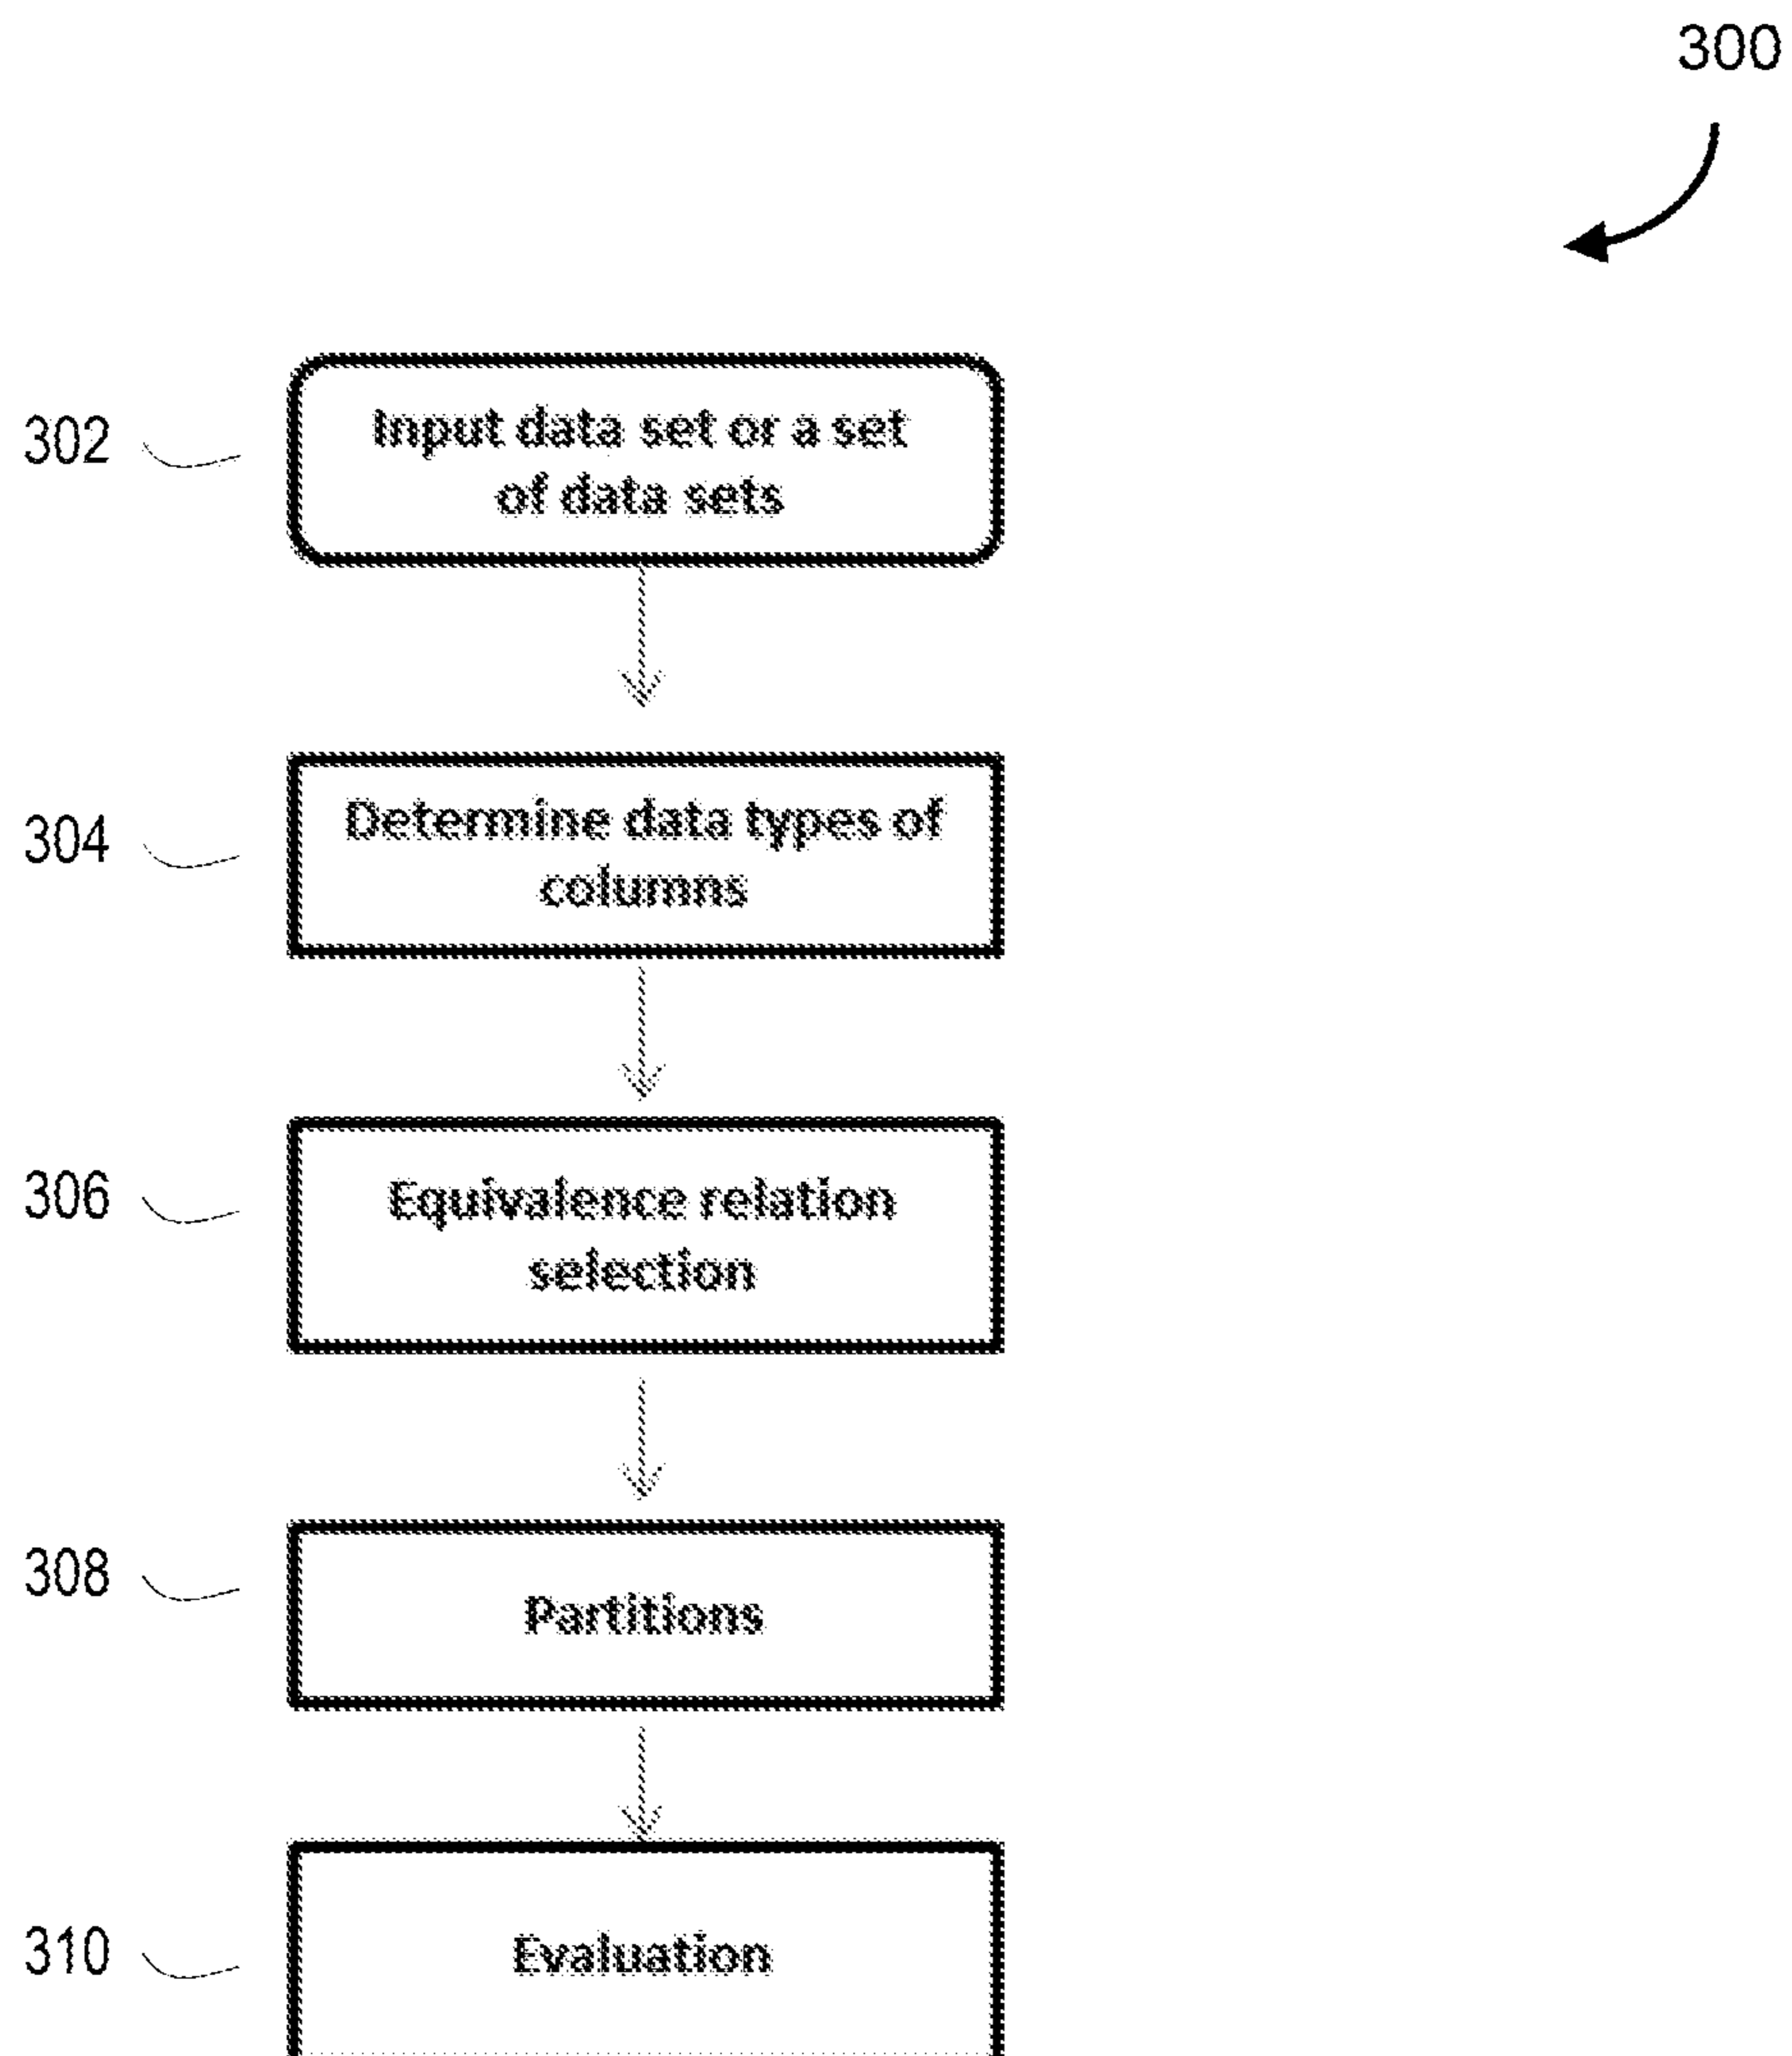 300
302
Input data set or a set
of data sets
304
Determine data types of
columns
306
Equivalence relation
selection
308
Partitions
310
Evaluation